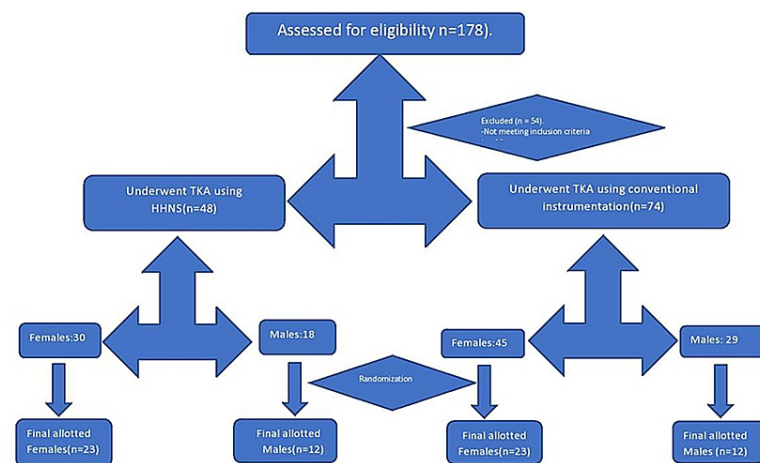 Assessed for eligibility n=178).
Excluded (n = 54).
-Not meeting inclusion criteria
Underwent TKA using
HHNS(n=48)
Underwent TKA using conventional
instrumentation(n=74)
Females:30
Males:18
Females:45
Males: 29
Randomization
Final allotted
Females(n=23)
Final allotted
Males(n=12)
Final allotted
Females(n=23)
Final allotted
Males (n=12)